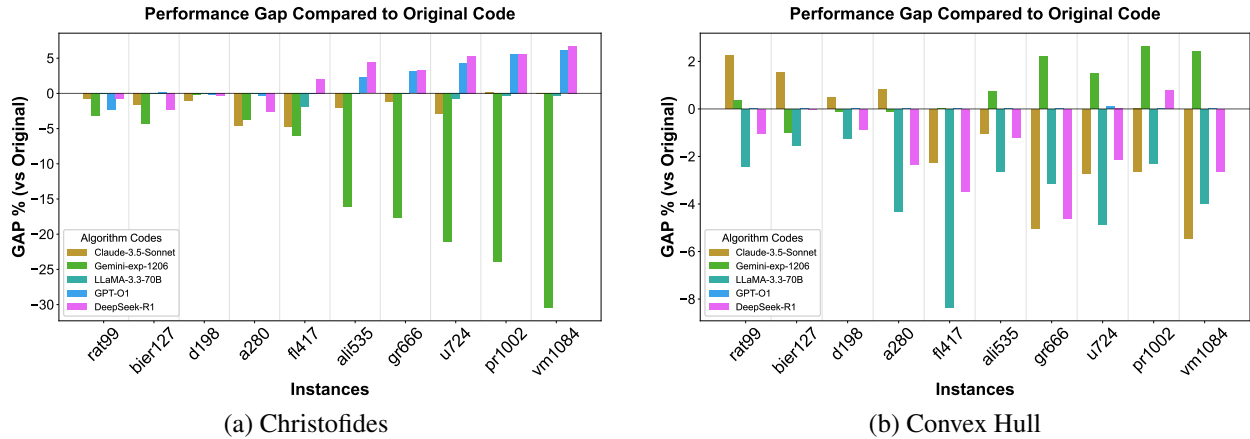 Performance Gap Compared to Original Code
GAP % (vs Original)
5
0
−5
−10
−15
−20
−25
−30
Algorithm Codes
Claude-3.5-Sonnet
Gemini-exp-1206
LLaMA-3.3-70B
GPT-O1
DeepSeek-R1
rat99
bier127
d198
a280
fl417
ali535
gr666
u724
pr1002
vm1084
Instances
(a) Christofides
Performance Gap Compared to Original Code
GAP % (vs Original)
2
0
−2
−4
−6
−8
Algorithm Codes
Claude-3.5-Sonnet
Gemini-exp-1206
LLaMA-3.3-70B
GPT-O1
DeepSeek-R1
rat99
bier127
d198
a280
fl417
ali535
gr666
u724
pr1002
vm1084
Instances
(b) Convex Hull